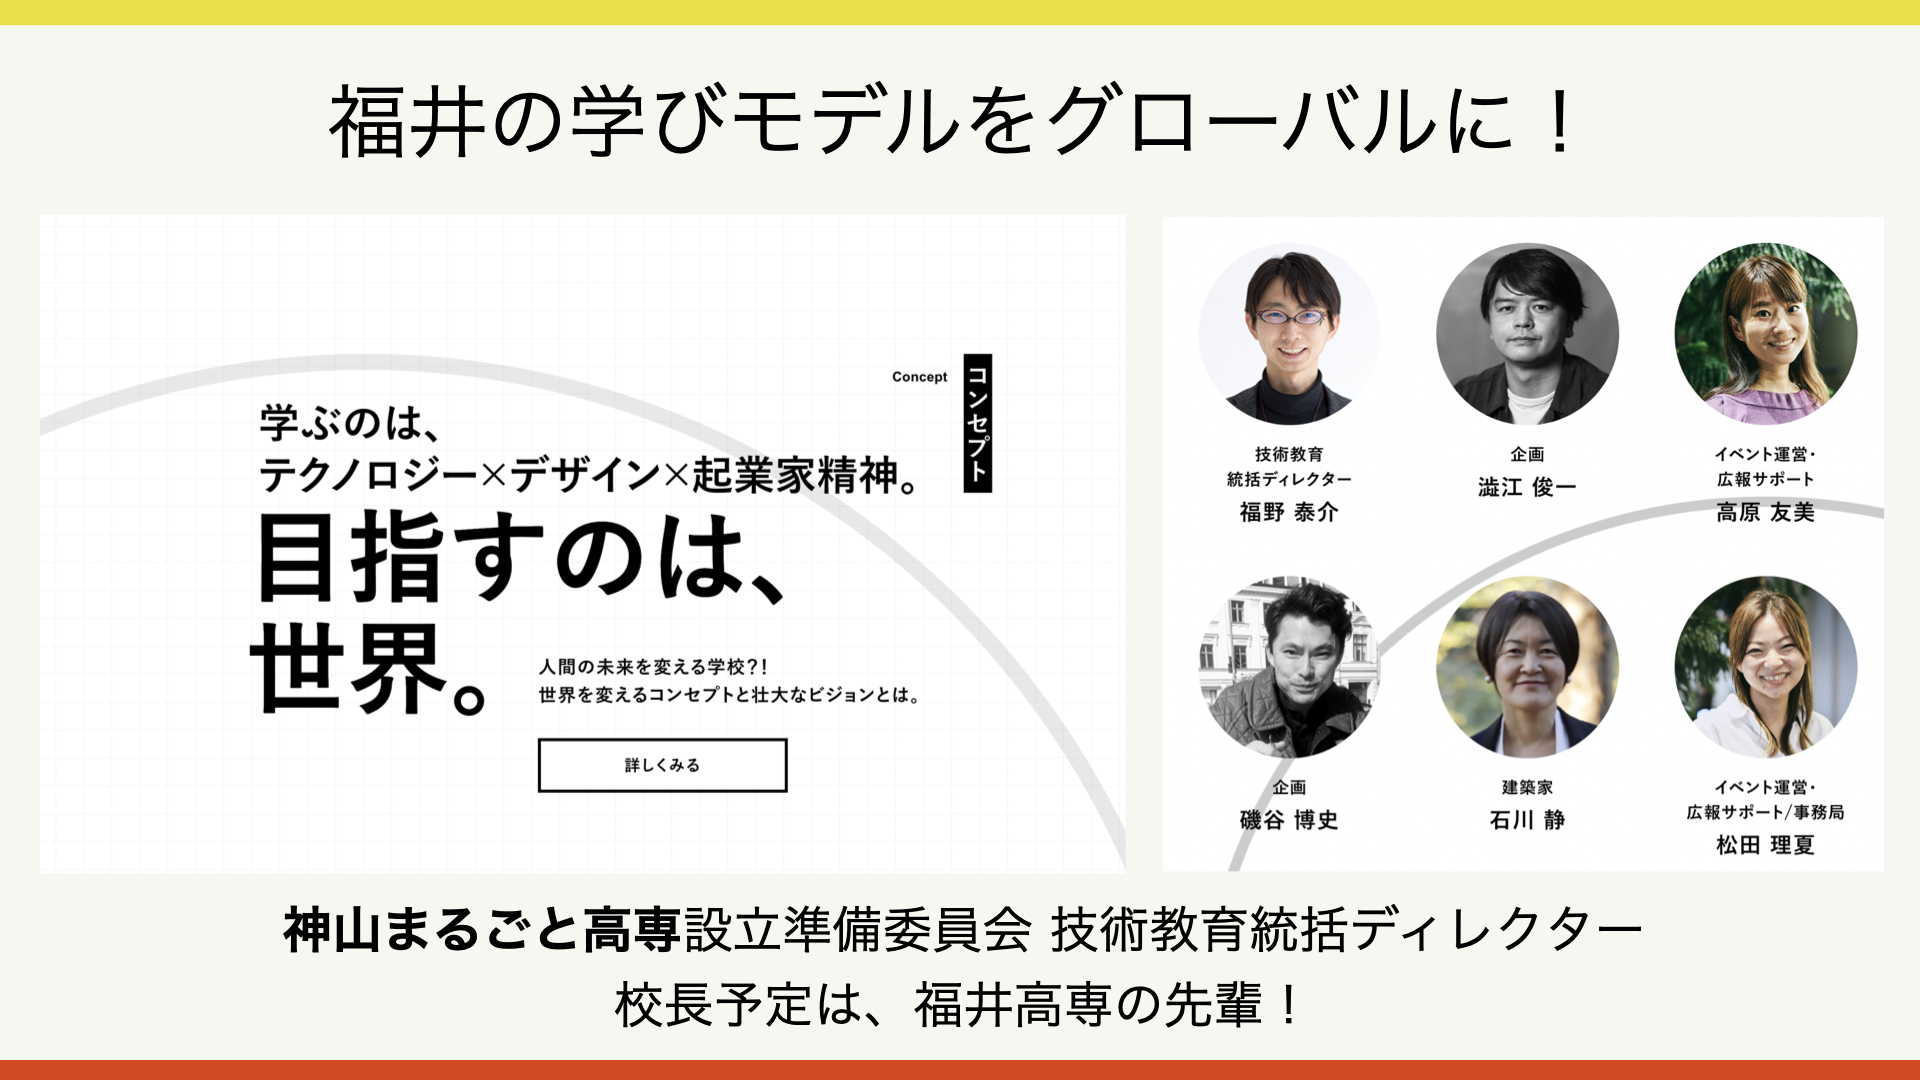 福井の学びモデルをグローバルに！
Concept
コンセプト
学ぶのは、
テクノロジー×デザイン×起業家精神。
目指すのは、
世界。
人間の未来を変える学校?!
世界を変えるコンセプトと壮大なビジョンとは。
詳しくみる
技術教育
統括ディレクター
福野 泰介
企画
澁江 俊一
イベント運営・
広報サポート
高原 友美
企画
磯谷 博史
建築家
石川 静
イベント運営・
広報サポート/事務局
松田 理夏
神山まるごと高専設立準備委員会 技術教育統括ディレクター
校長予定は、福井高専の先輩！